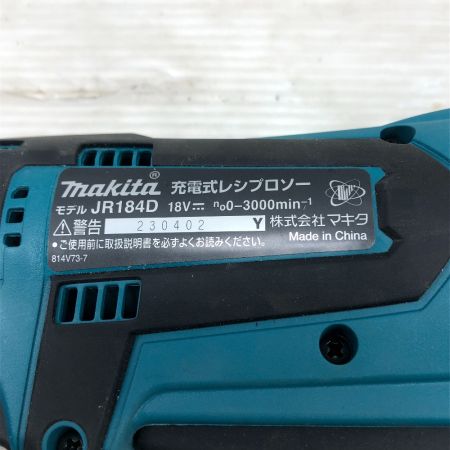 makita® 充電式レシプロソー
モデル JR184D 18V⎓ n₀0-3000min⁻¹
⚠警告 230402 Y 株式会社マキタ
●ご使用前に取扱説明書を必ずよくお読みください。 Made in China
814V73-7